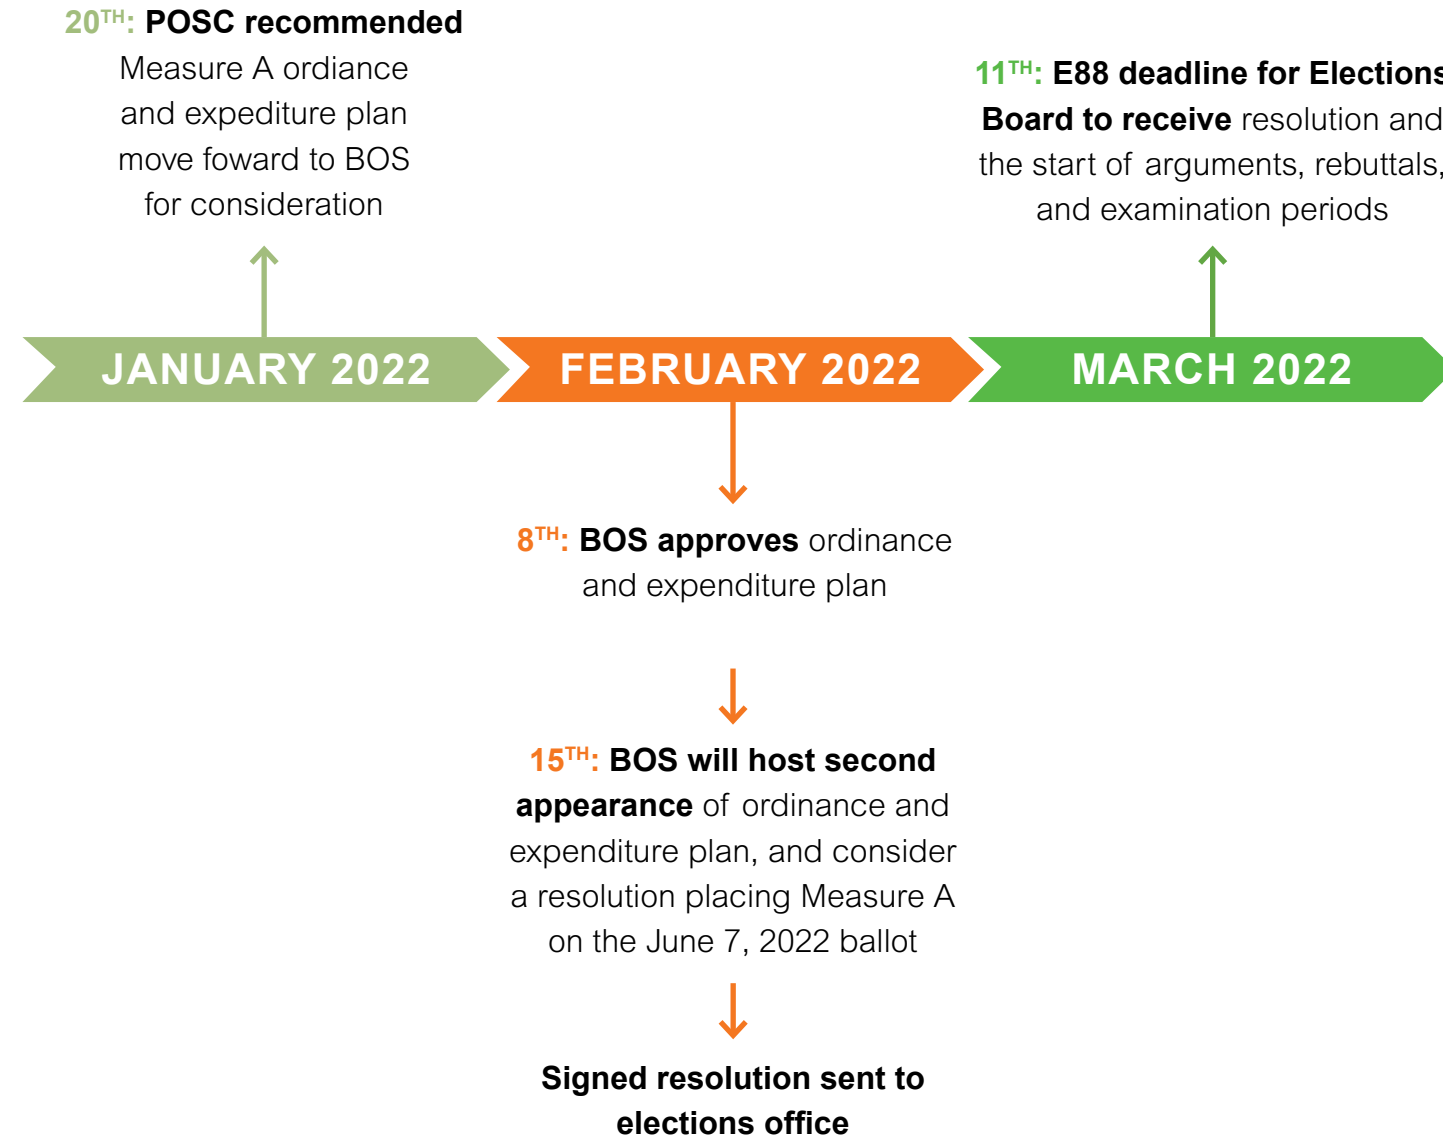 20TH: POSC recommended
Measure A ordiance
and expediture plan
move foward to BOS
for consideration
11TH: E88 deadline for Elections
Board to receive resolution and
the start of arguments, rebuttals,
and examination periods
JANUARY 2022
FEBRUARY 2022
MARCH 2022
8TH: BOS approves ordinance
and expenditure plan
15TH: BOS will host second
appearance of ordinance and
expenditure plan, and consider
a resolution placing Measure A
on the June 7, 2022 ballot
Signed resolution sent to
elections office